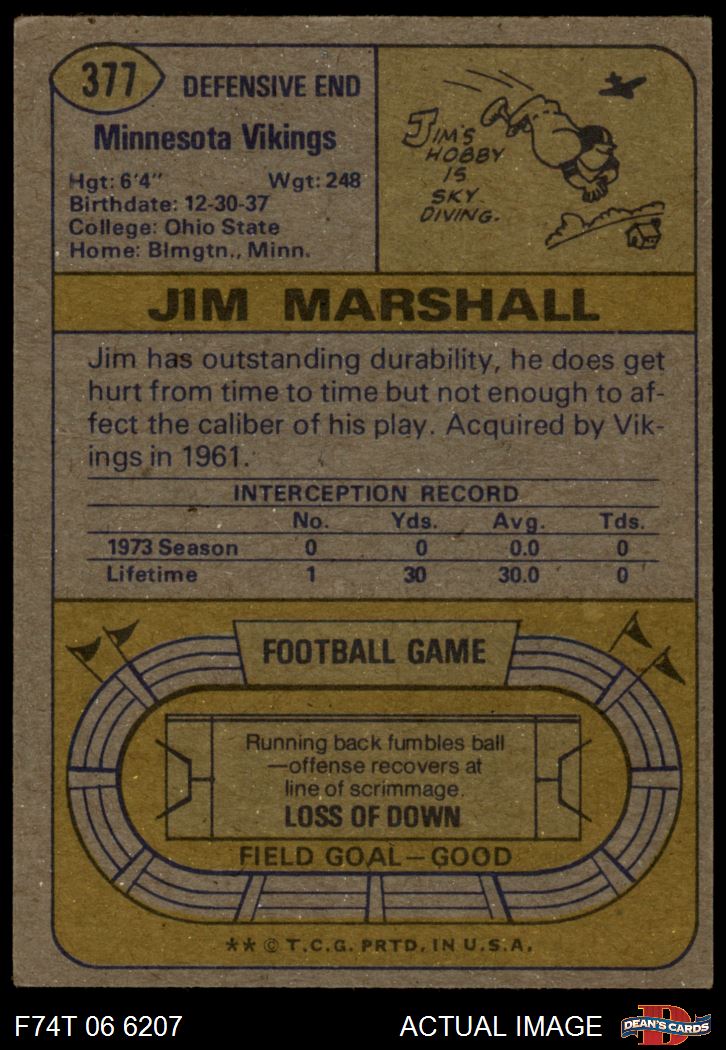 377
DEFENSIVE END
Minnesota Vikings
Hgt: 6'4" Wgt: 248
Birthdate: 12-30-37
College: Ohio State
Home: Blmgtn., Minn.
JIM'S
HOBBY
IS
SKY
DIVING.
JIM MARSHALL
Jim has outstanding durability, he does get
hurt from time to time but not enough to af-
fect the caliber of his play. Acquired by Vik-
ings in 1961.
INTERCEPTION RECORD
No. Yds. Avg. Tds.
1973 Season 0 0 0.0 0
Lifetime 1 30 30.0 0
FOOTBALL GAME
Running back fumbles ball
—offense recovers at
line of scrimmage.
LOSS OF DOWN
FIELD GOAL—GOOD
** © T.C.G. PRTD. IN U.S.A.
F74T 06 6207 ACTUAL IMAGE
D
DEAN'S CARDS